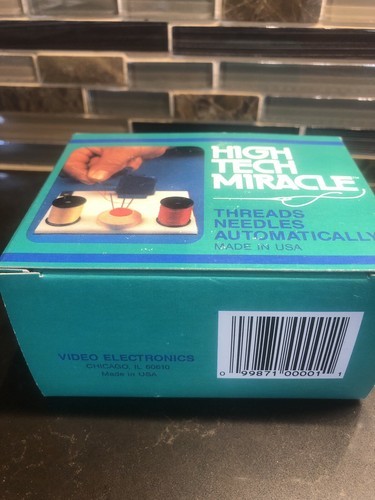 HIGH
TECH
MIRACLE
THREADS
NEEDLES
AUTOMATICALLY
MADE IN USA
VIDEO ELECTRONICS
CHICAGO, IL 60630
Made in USA
0 99871 00001 1